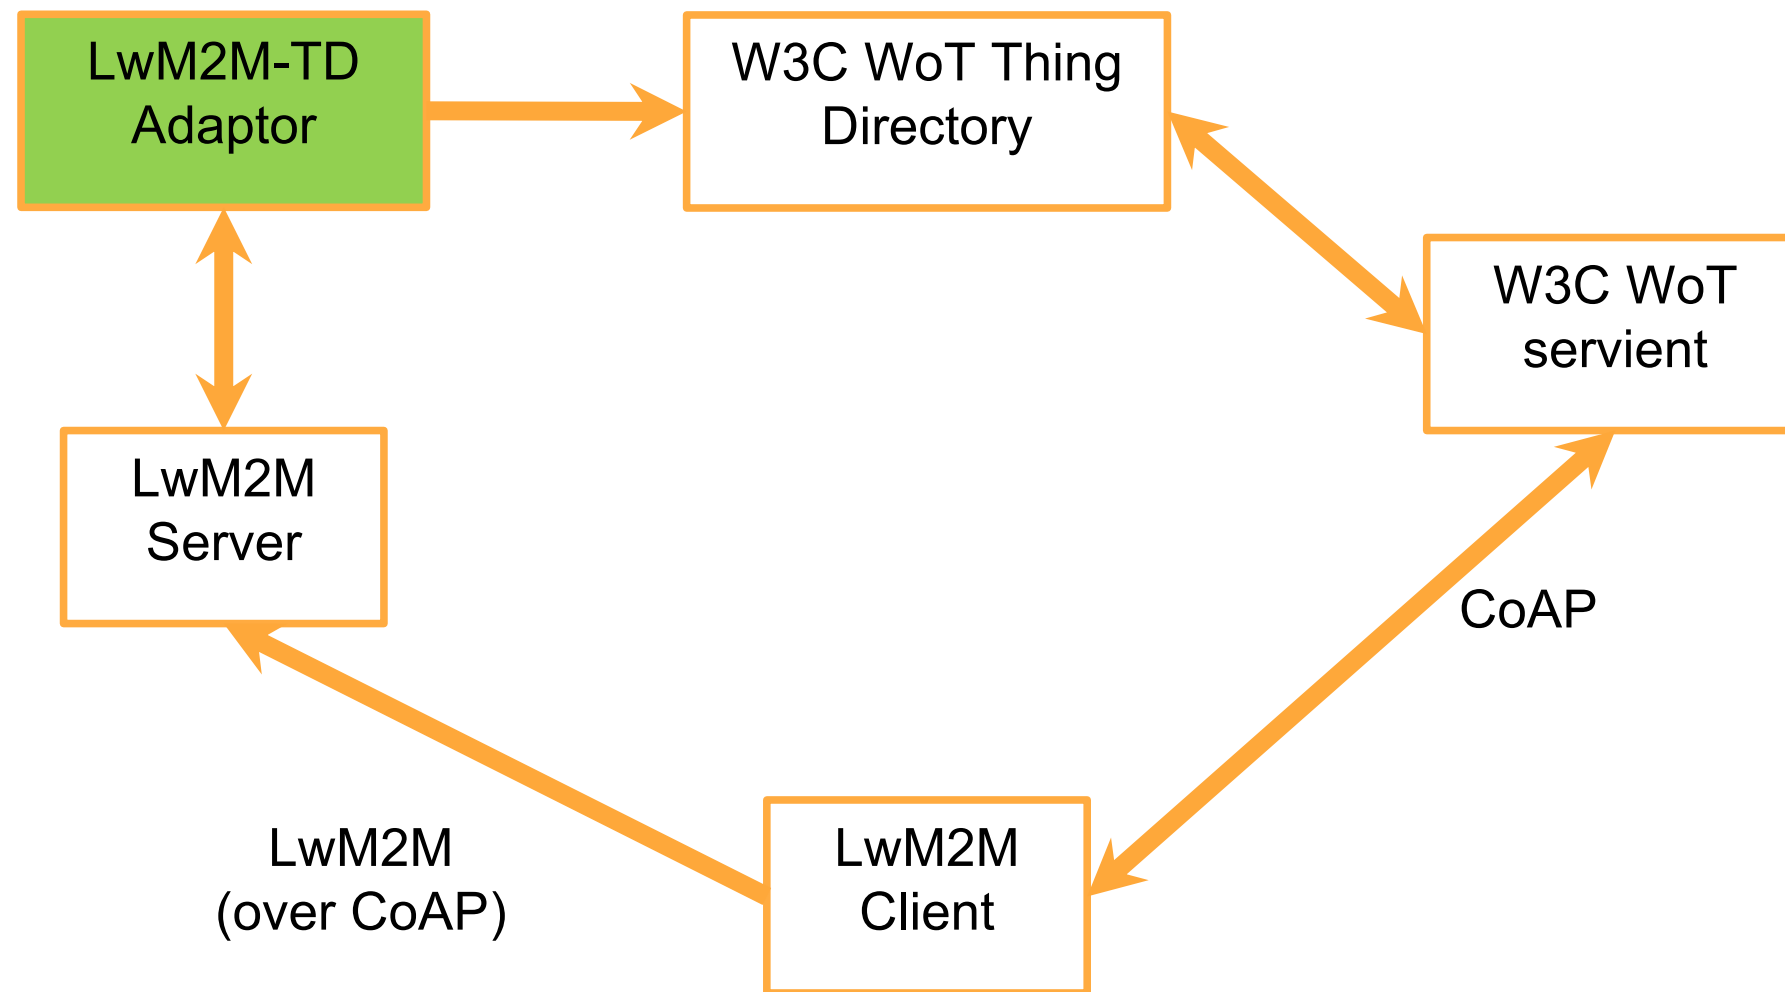 LwM2M-TD
Adaptor
W3C WoT Thing
Directory
W3C WoT
servient
LwM2M
Server
CoAP
LwM2M
(over CoAP)
LwM2M
Client